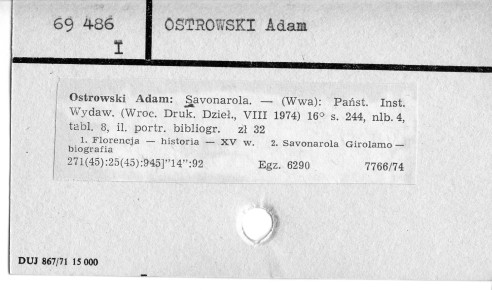 69 486
I
OSTROWSKI Adam
Ostrowski Adam: Savonarola. — (Wwa): Państ. Inst.
Wydaw. (Wroc. Druk. Dzieł., VIII 1974) 16° s. 244, nlb. 4,
tabl. 8, il. portr. bibliogr. zł 32
1. Florencja — historia — XV w. 2. Savonarola Girolamo —
biografia
271(45):25(45):945]"14":92 Egz. 6290 7766/74
DUJ 867/71 15 000